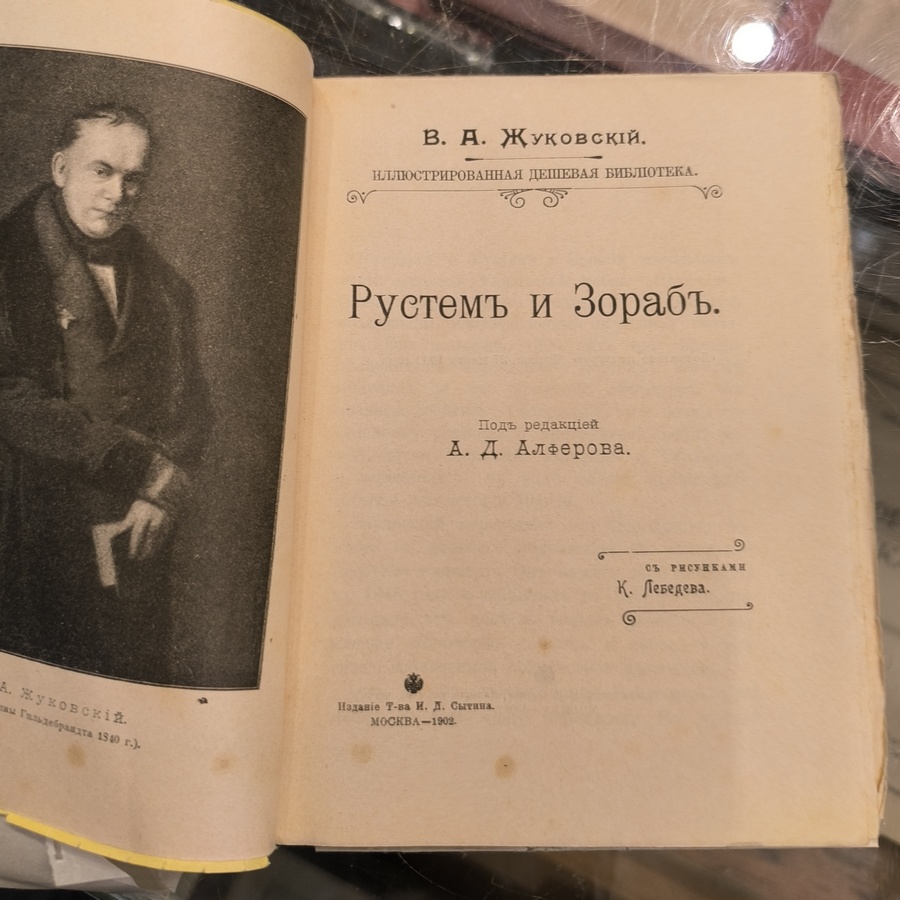 А. Жуковскій.
Гильдебрандта 1840 г.).
В. А. Жуковскій.
ИЛЛЮСТРИРОВАННАЯ ДЕШЕВАЯ БИБЛІОТЕКА.
Рустемъ и Зорабъ.
Подъ редакціей
А. Д. Алферова.
СЪ РИСУНКАМИ
К. Лебедева.
Изданіе Т-ва И. Д. Сытина.
МОСКВА—1902.